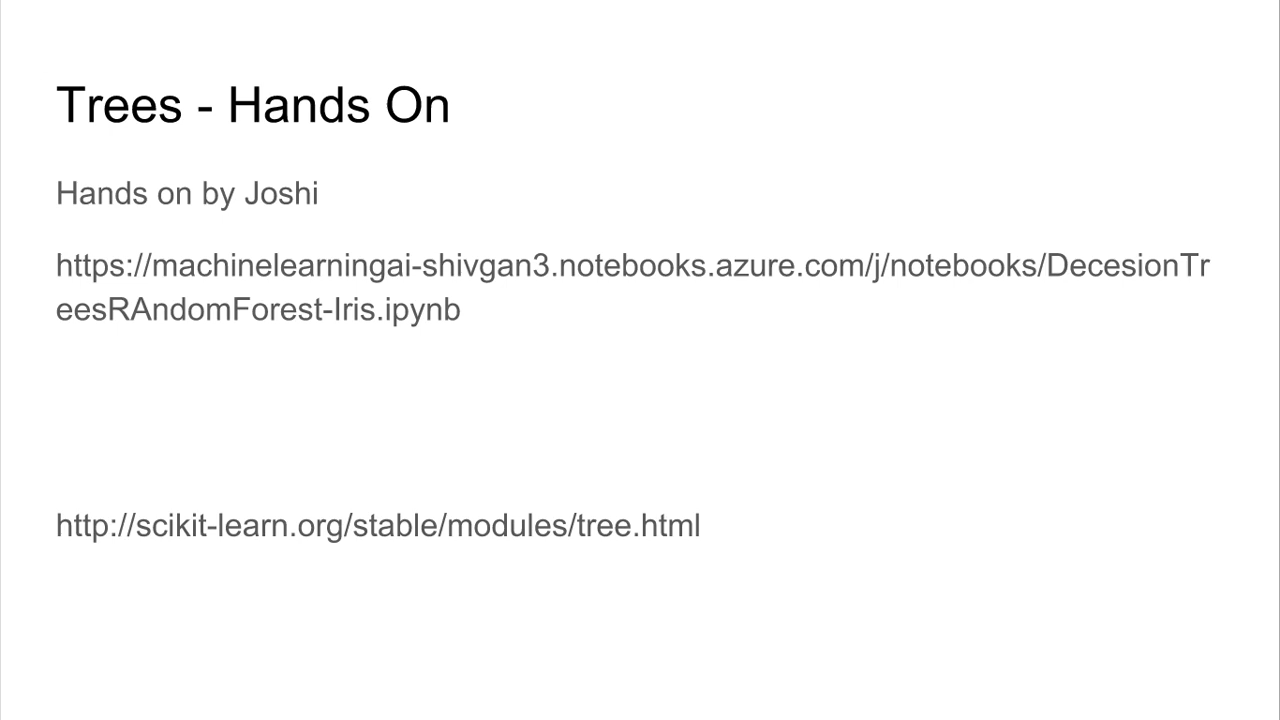 Trees - Hands On
Hands on by Joshi
https://machinelearningai-shivgan3.notebooks.azure.com/j/notebooks/DecesionTr
eesRAndomForest-Iris.ipynb
http://scikit-learn.org/stable/modules/tree.html